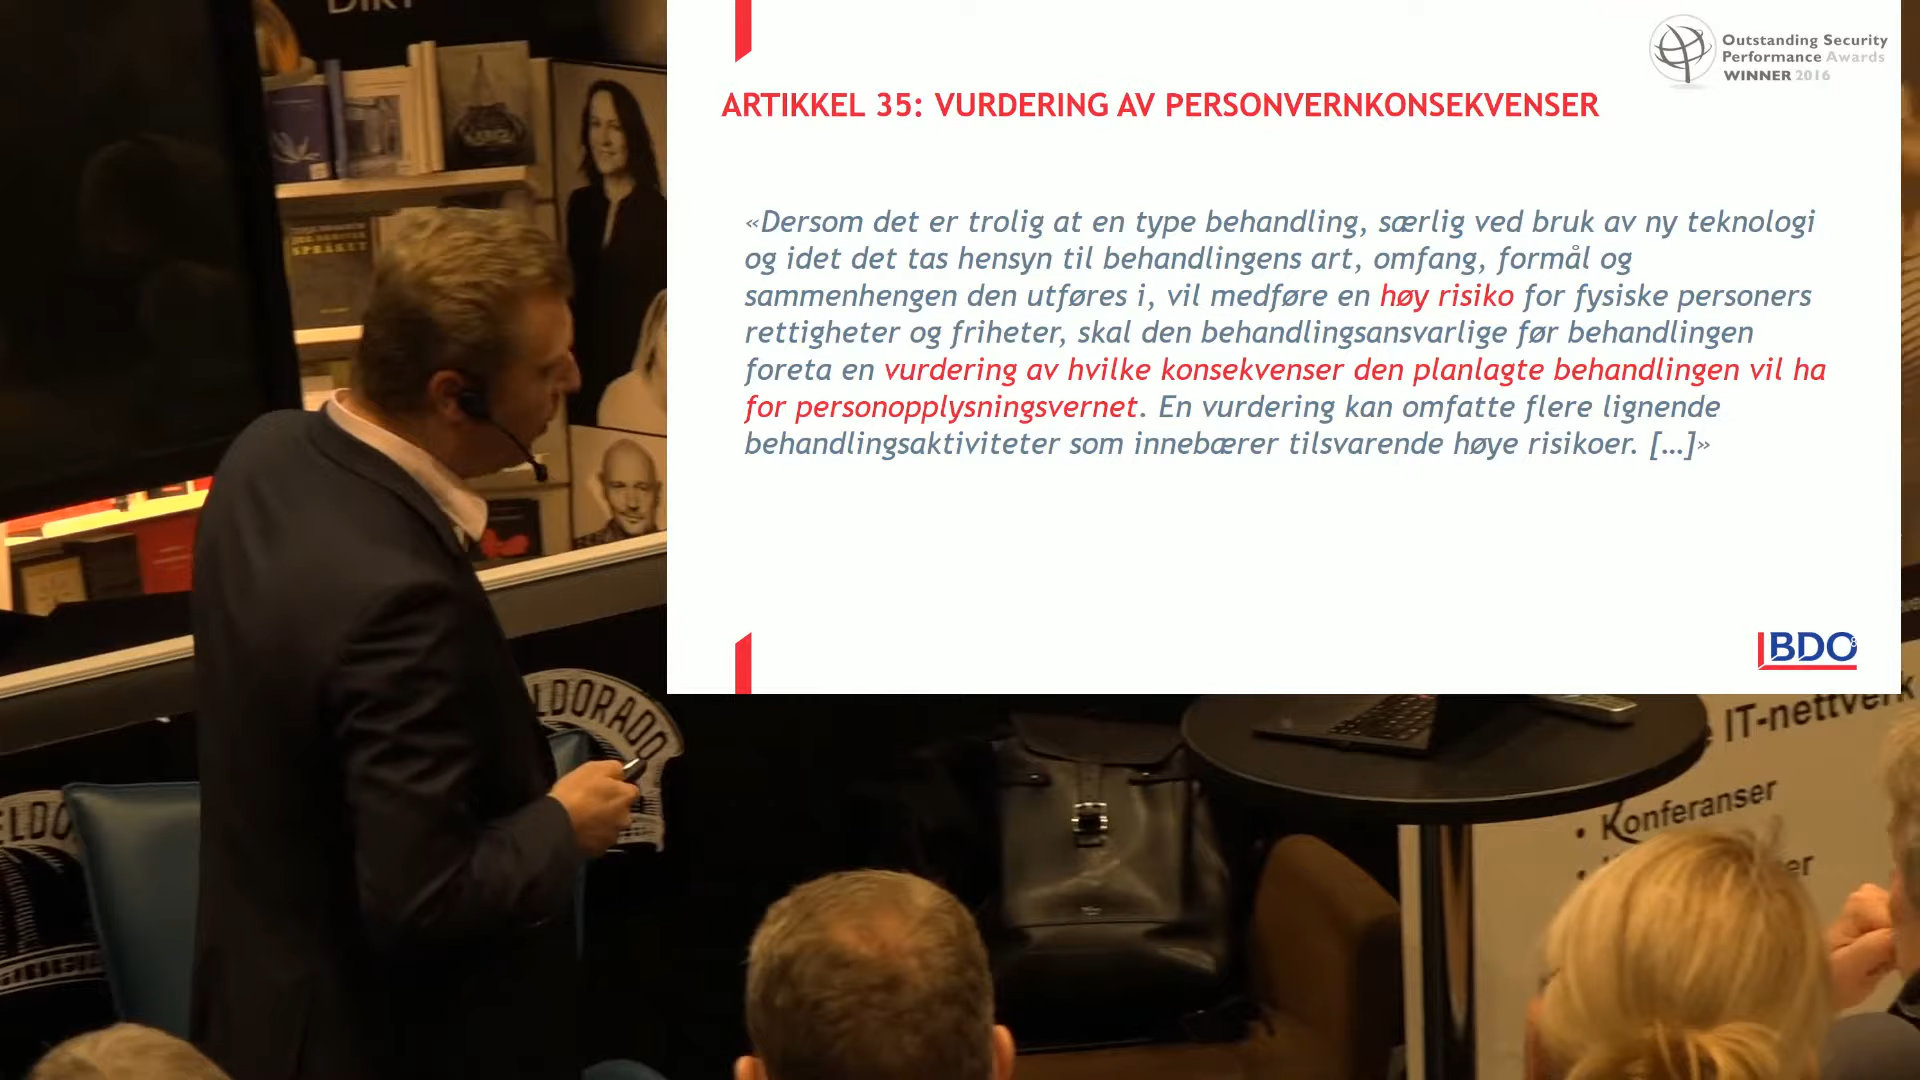 Outstanding Security
Performance Awards
WINNER 2016
ARTIKKEL 35: VURDERING AV PERSONVERNKONSEKVENSER
«Dersom det er trolig at en type behandling, særlig ved bruk av ny teknologi
og idet det tas hensyn til behandlingens art, omfang, formål og
sammenhengen den utføres i, vil medføre en høy risiko for fysiske personers
rettigheter og friheter, skal den behandlingsansvarlige før behandlingen
foreta en vurdering av hvilke konsekvenser den planlagte behandlingen vil ha
for personopplysningsvernet. En vurdering kan omfatte flere lignende
behandlingsaktiviteter som innebærer tilsvarende høye risikoer. […]»
BDO
8
SPRÅKET
LDORADO
ELDO
IT-nettverk
• Konferanser